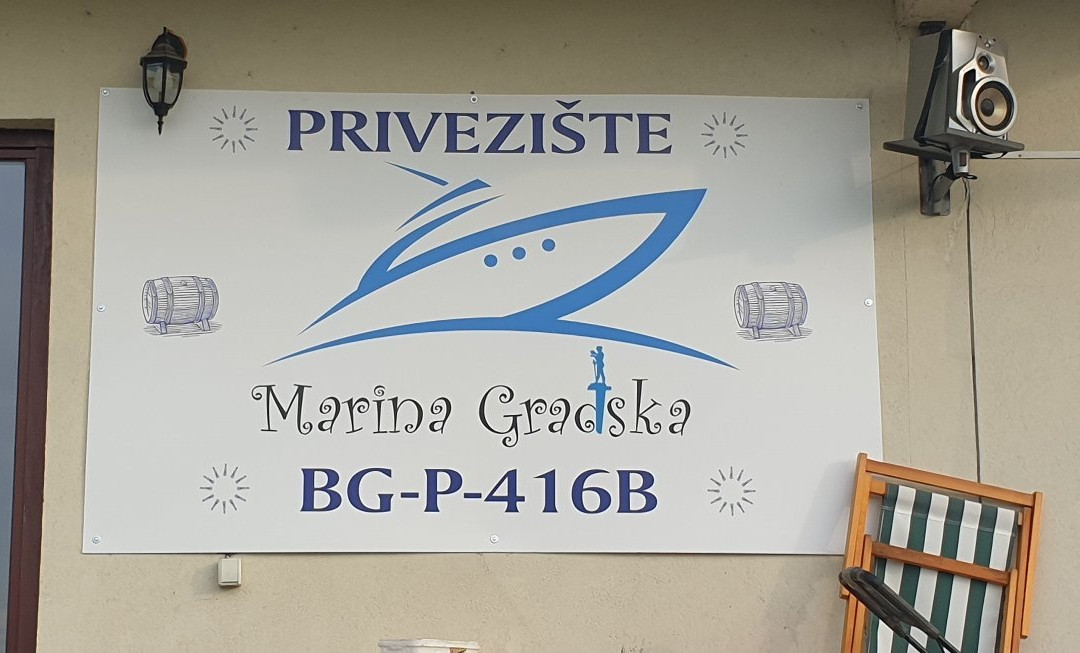 PRIVEZIŠTE
Marina Gradska
BG-P-416B